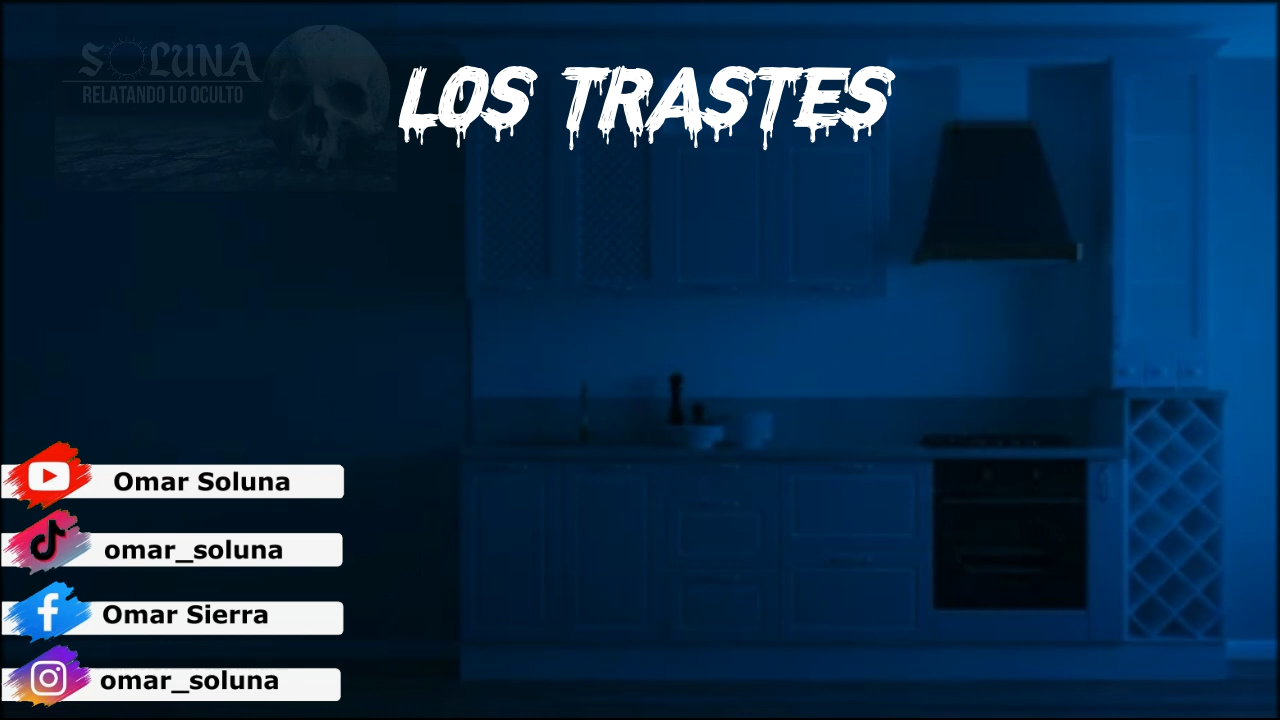 SOLUNA
RELATANDO LO OCULTO
LOS TRASTES
Omar Soluna
omar_soluna
Omar Sierra
omar_soluna